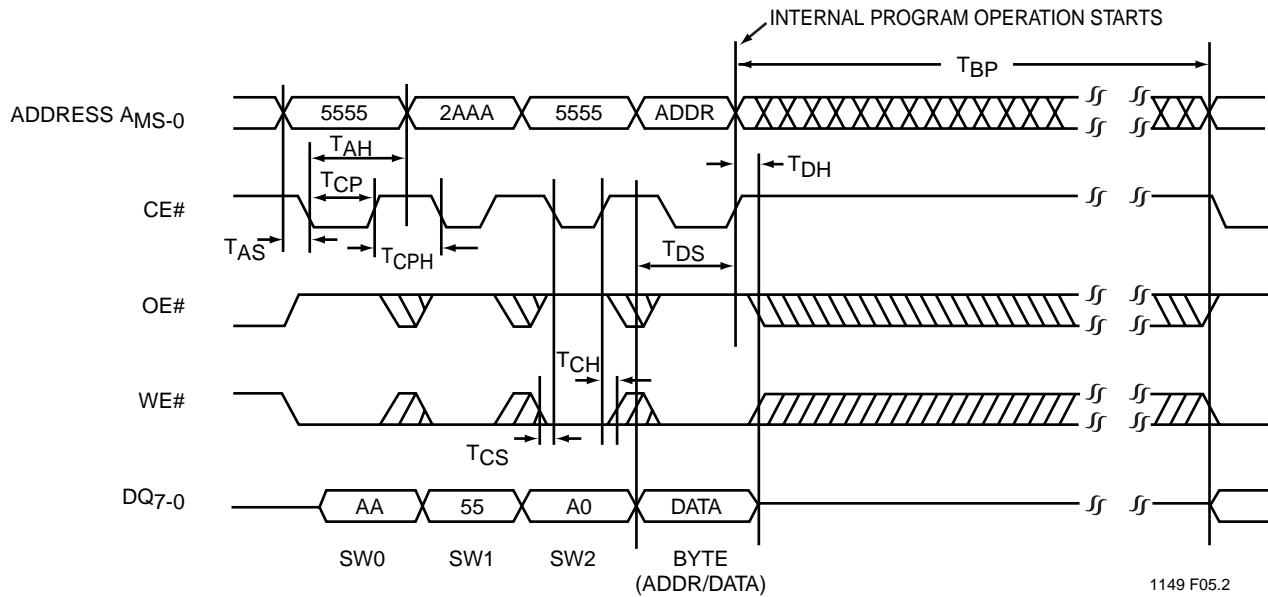 INTERNAL PROGRAM OPERATION STARTS
TBP
ADDRESS AMS-0
5555
2AAA
5555
ADDR
TAH
TDH
TCP
CE#
TAS
TCPH
TDS
OE#
TCH
WE#
TCS
DQ7-0
AA
55
A0
DATA
SW0
SW1
SW2
BYTE
(ADDR/DATA)
1149 F05.2